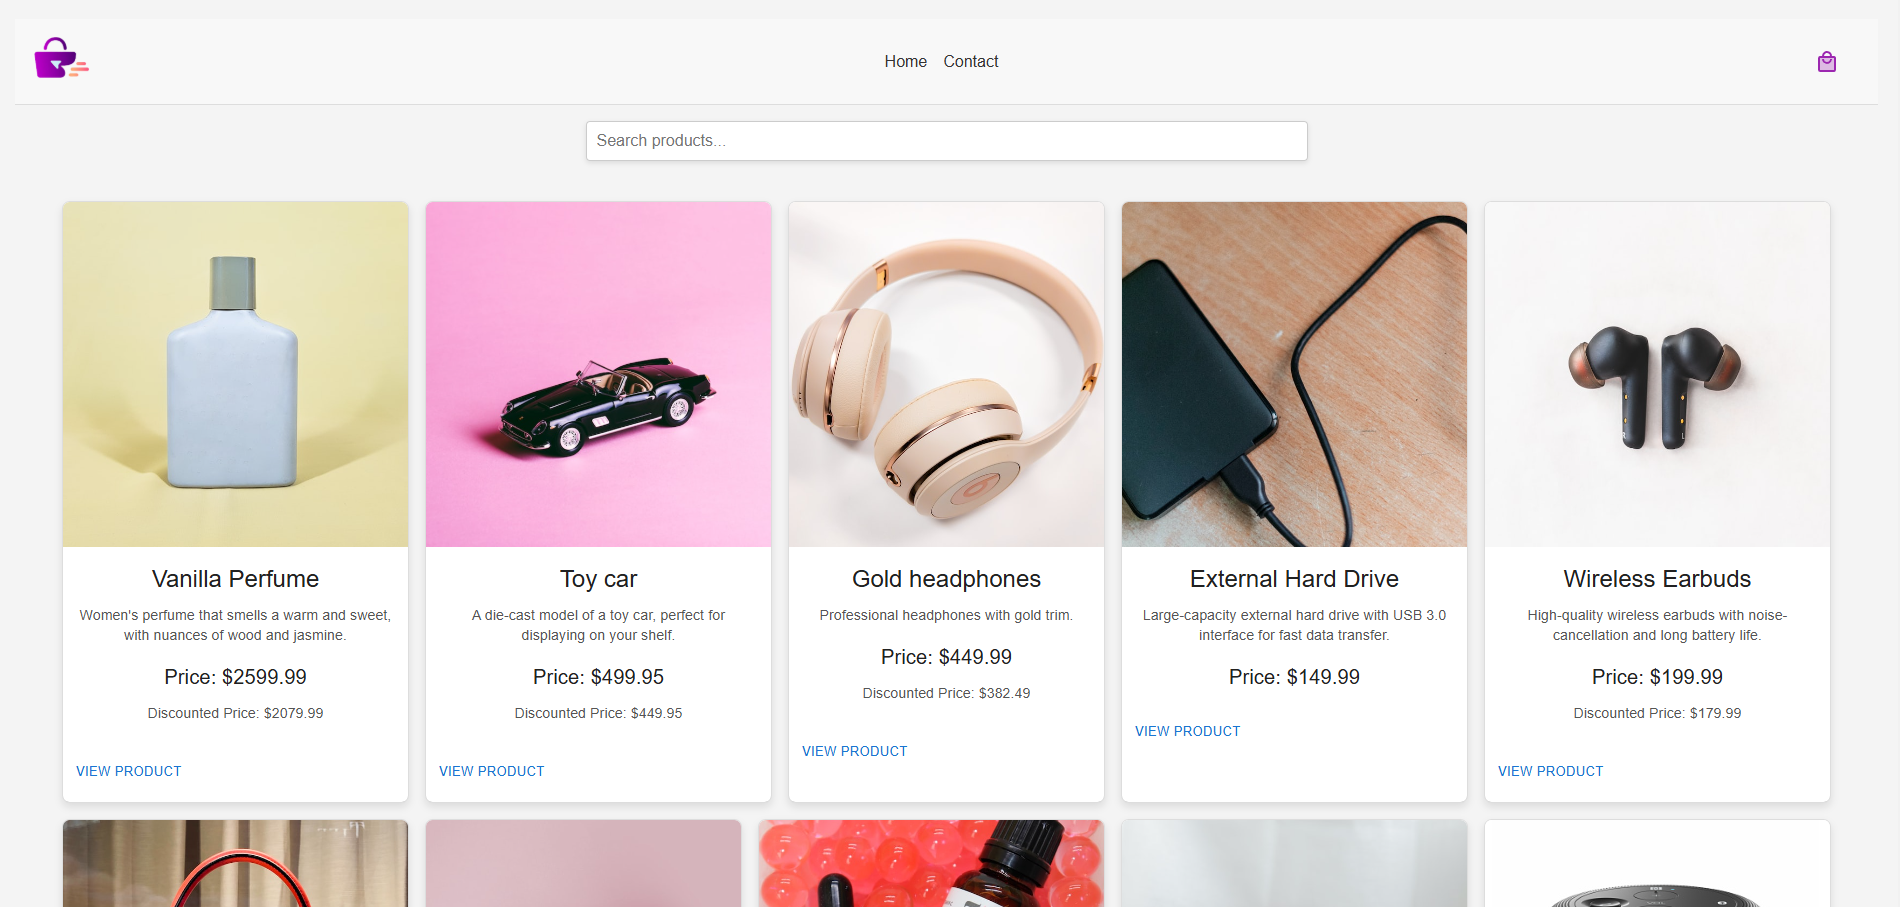 Home Contact
Search products...
Vanilla Perfume
Women's perfume that smells a warm and sweet,
with nuances of wood and jasmine.
Price: $2599.99
Discounted Price: $2079.99
VIEW PRODUCT
Toy car
A die-cast model of a toy car, perfect for
displaying on your shelf.
Price: $499.95
Discounted Price: $449.95
VIEW PRODUCT
Gold headphones
Professional headphones with gold trim.
Price: $449.99
Discounted Price: $382.49
VIEW PRODUCT
External Hard Drive
Large-capacity external hard drive with USB 3.0
interface for fast data transfer.
Price: $149.99
VIEW PRODUCT
Wireless Earbuds
High-quality wireless earbuds with noise-
cancellation and long battery life.
Price: $199.99
Discounted Price: $179.99
VIEW PRODUCT